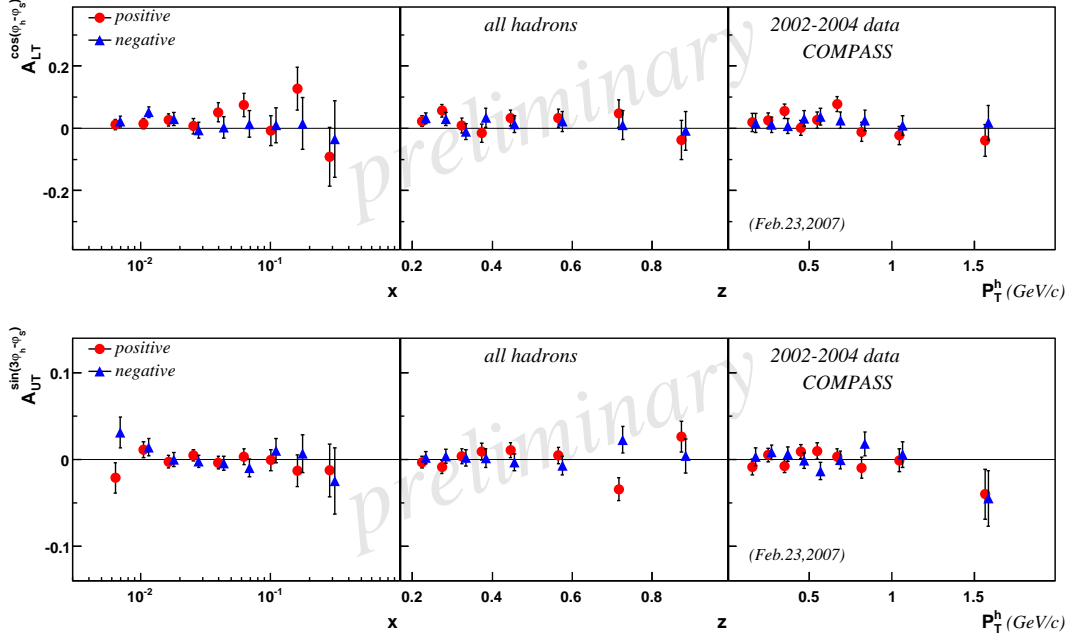 A_LT^cos(φ_h-φ_S)
positive
negative
all hadrons
2002-2004 data
COMPASS
preliminary
(Feb.23,2007)
0.2
0
-0.2
10^-2
10^-1
x
0.2
0.4
0.6
0.8
z
0.5
1
1.5
P_T^h (GeV/c)
A_UT^sin(3φ_h-φ_S)
positive
negative
all hadrons
2002-2004 data
COMPASS
preliminary
(Feb.23,2007)
0.1
0
-0.1
10^-2
10^-1
x
0.2
0.4
0.6
0.8
z
0.5
1
1.5
P_T^h (GeV/c)